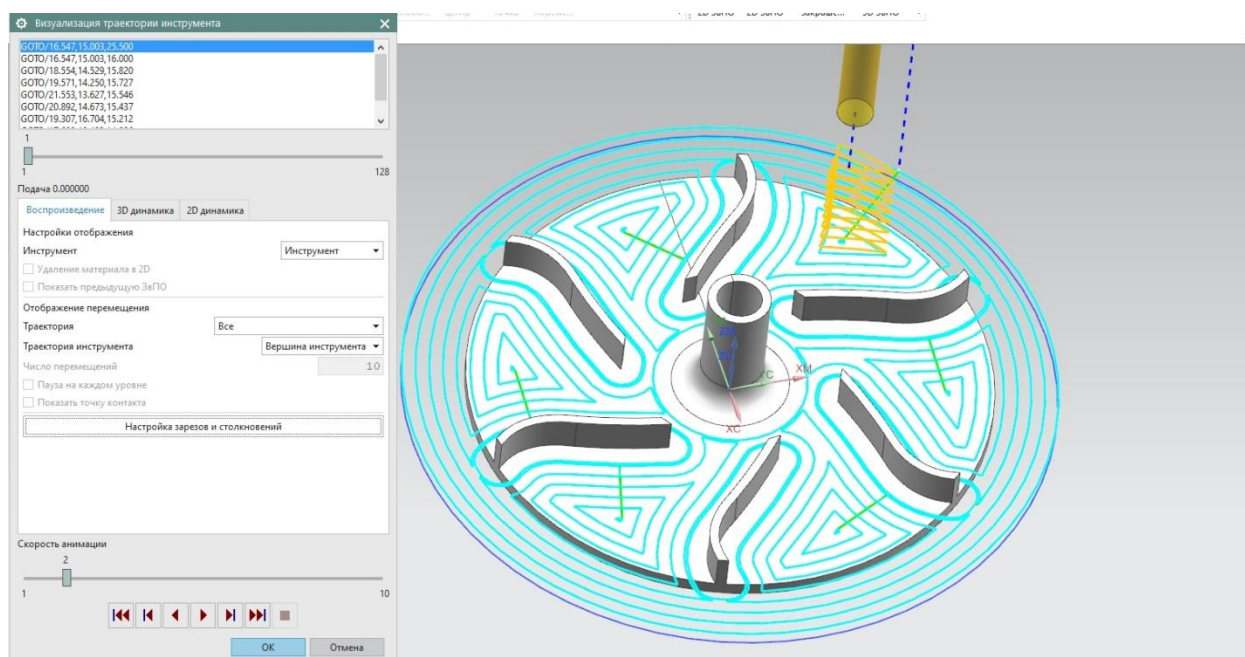 Визуализация траектории инструмента
GOTO/16.547,15.003,25.500
GOTO/16.547,15.003,16.000
GOTO/18.554,14.529,15.820
GOTO/19.571,14.250,15.727
GOTO/21.553,13.627,15.546
GOTO/20.892,14.673,15.437
GOTO/19.307,16.704,15.212
1
1 128
Подача 0.000000
Воспроизведение 3D динамика 2D динамика
Настройки отображения
Инструмент Инструмент
Удаление материала в 2D
Показать предыдущую ЗвПО
Отображение перемещения
Траектория Все
Траектория инструмента Вершина инструмента
Число перемещений 10
Пауза на каждом уровне
Показать точку контакта
Настройка зарезов и столкновений
Скорость анимации
2
1 10
OK Отмена
ZM
YC XM
XC